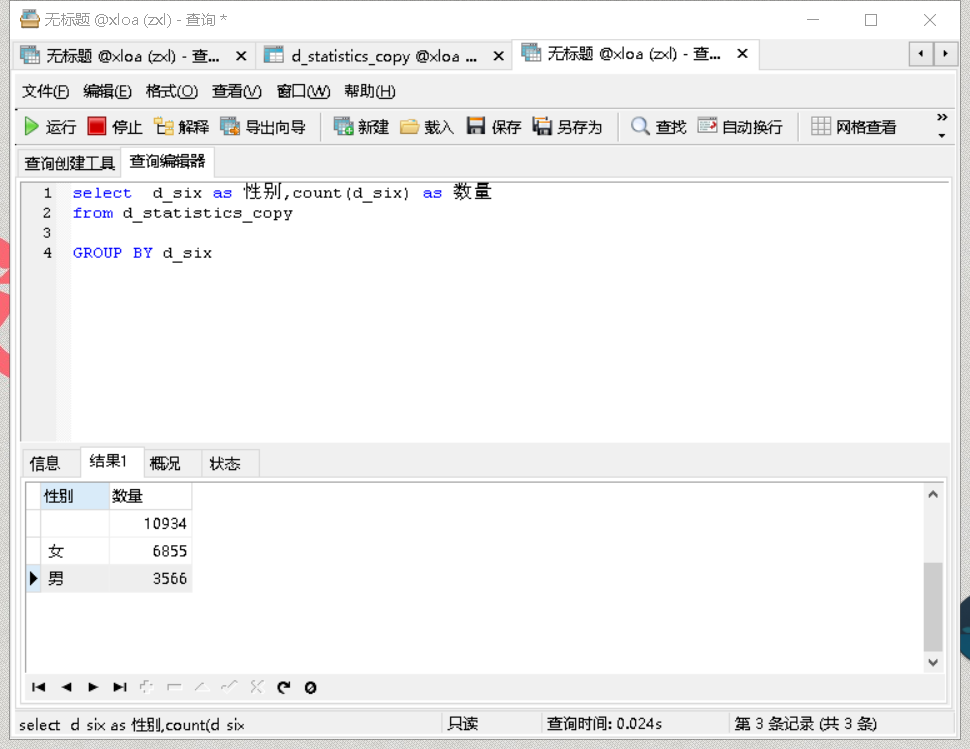 无标题 @xloa (zxl) - 查询 *
无标题 @xloa (zxl) - 查... d_statistics_copy @xloa ... 无标题 @xloa (zxl) - 查...
文件(F) 编辑(E) 格式(O) 查看(V) 窗口(W) 帮助(H)
运行 停止 解释 导出向导 新建 载入 保存 另存为 查找 自动换行 网格查看
查询创建工具 查询编辑器
1 select  d_six as 性别,count(d_six) as 数量
2 from d_statistics_copy
3
4 GROUP BY d_six
信息 结果1 概况 状态
性别 数量
10934
女 6855
男 3566
select  d_six as 性别,count(d_six 只读 查询时间: 0.024s 第 3 条记录 (共 3 条)